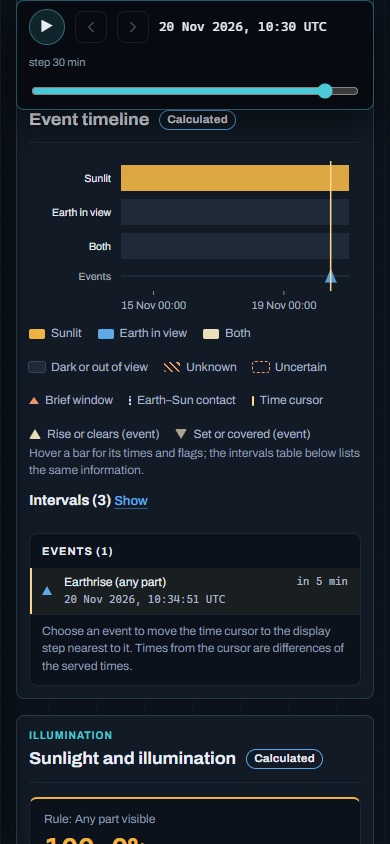 20 Nov 2026, 10:30 UTC
step 30 min
Event timeline Calculated
Sunlit
Earth in view
Both
Events
15 Nov 00:00 19 Nov 00:00
Sunlit Earth in view Both
Dark or out of view Unknown Uncertain
Brief window Earth–Sun contact Time cursor
Rise or clears (event) Set or covered (event)
Hover a bar for its times and flags; the intervals table below lists
the same information.
Intervals (3) Show
EVENTS (1)
Earthrise (any part) in 5 min
20 Nov 2026, 10:34:51 UTC
Choose an event to move the time cursor to the display
step nearest to it. Times from the cursor are differences of
the served times.
ILLUMINATION
Sunlight and illumination Calculated
Rule: Any part visible